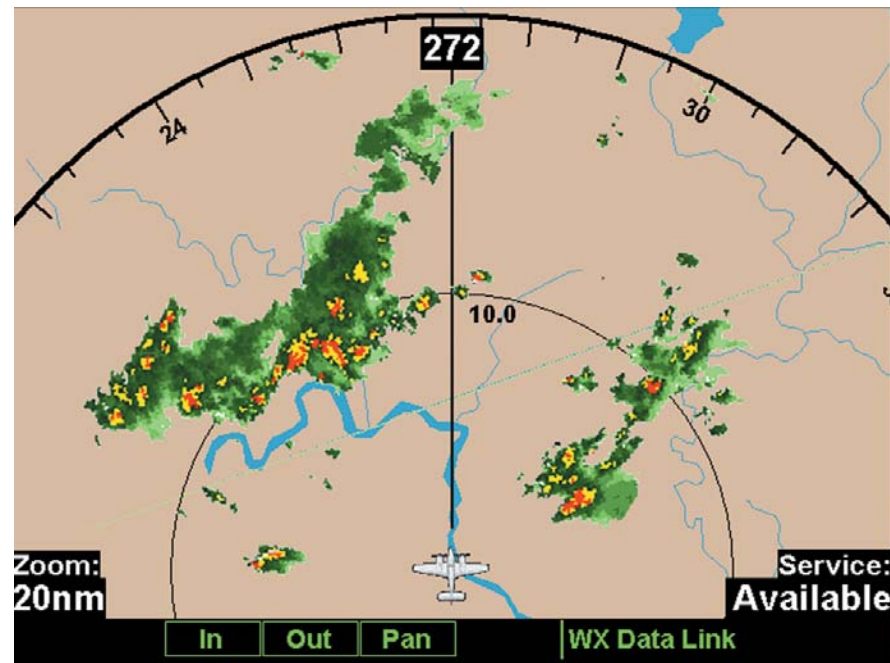 272
24
30
10.0
Zoom:
20nm
Service:
Available
In
Out
Pan
WX Data Link